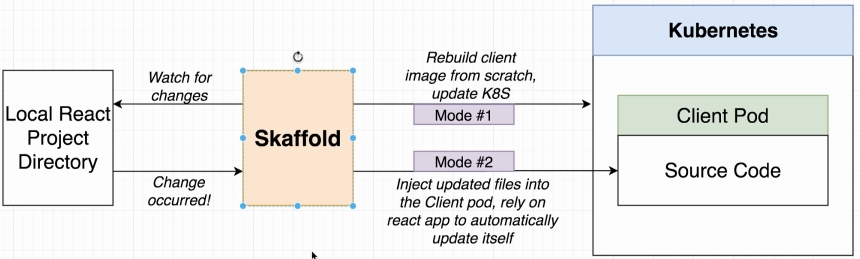 Local React
Project
Directory
Watch for
changes
Change
occurred!
Skaffold
Rebuild client
image from scratch,
update K8S
Mode #1
Mode #2
Inject updated files into
the Client pod, rely on
react app to automatically
update itself
Kubernetes
Client Pod
Source Code